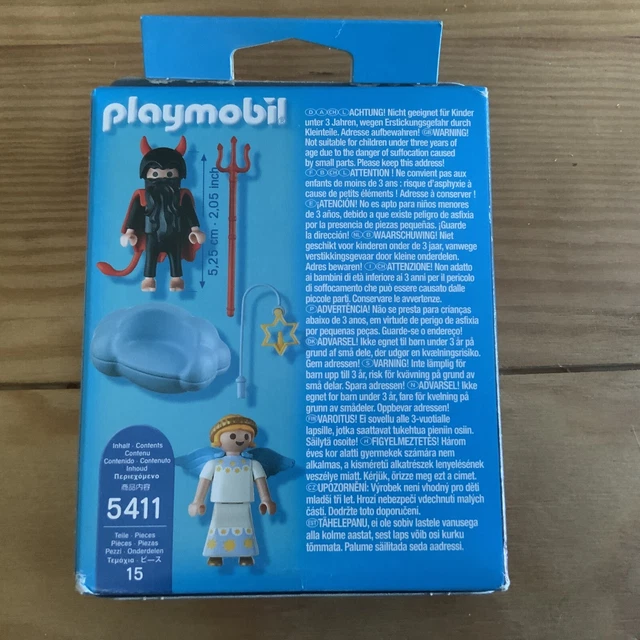 playmobil
5,25 cm · 2,05 inch
Inhalt · Contents
Contenu
Contenido · Contenuto
Inhoud
Περιεχόμενο
商品内容
5411
Teile · Pieces
Pièces · Piezas
Pezzi · Onderdelen
Τεμαχια · ピース
15
D A CH L ACHTUNG! Nicht geeignet für Kinder
unter 3 Jahren, wegen Erstickungsgefahr durch
Kleinteile. Adresse aufbewahren! GB WARNING!
Not suitable for children under three years of
age due to the danger of suffocation caused
by small parts. Please keep this address!
F B CH L ATTENTION ! Ne convient pas aux
enfants de moins de 3 ans : risque d'asphyxie à
cause de petits éléments ! Adresse à conserver !
E ¡ATENCIÓN! No es apto para niños menores
de 3 años, debido a que existe peligro de asfixia
por la presencia de piezas pequeñas. ¡Guarde
la dirección! NL B WAARSCHUWING! Niet
geschikt voor kinderen onder de 3 jaar, vanwege
verstikkingsgevaar door kleine onderdelen.
Adres bewaren! I CH ATTENZIONE! Non adatto
ai bambini di età inferiore ai 3 anni per il pericolo
di soffocamento che può essere causato dalle
piccole parti. Conservare le avvertenze.
P ADVERTÊNCIA! Não se presta para crianças
abaixo de 3 anos, em virtude de perigo de asfixia
por pequenas peças. Guarde-se o endereço!
DK ADVARSEL! Ikke egnet til børn under 3 år på
grund af små dele, der udgør en kvælningsrisiko.
Gem adressen! S VARNING! Inte lämplig för
barn upp till 3 år, risk för kvävning på grund av
små delar. Spara adressen! N ADVARSEL! Ikke
egnet for barn under 3 år, fare for kvelning på
grunn av smådeler. Oppbevar adressen!
FIN VAROITUS! Ei sovellu alle 3-vuotiaille
lapsille, jotka saattavat tukehtua pieniin osiin.
Säilytä osoite! H FIGYELMEZTETÉS! Három
éves kor alatti gyermekek számára nem
alkalmas, a kisméretű alkatrészek lenyelésének
veszélye miatt. Kérjük, őrizze meg ezt a címet.
CZ UPOZORNĚNÍ: Výrobek není vhodný pro děti
mladší tří let. Hrozí nebezpečí vdechnutí malých
částí. Dodržte toto doporučení.
EST TÄHELEPANU, ei ole sobiv lastele vanusega
alla kolme aastat, sest laps võib osi kurku
tõmmata. Palume säilitada seda aadressi.